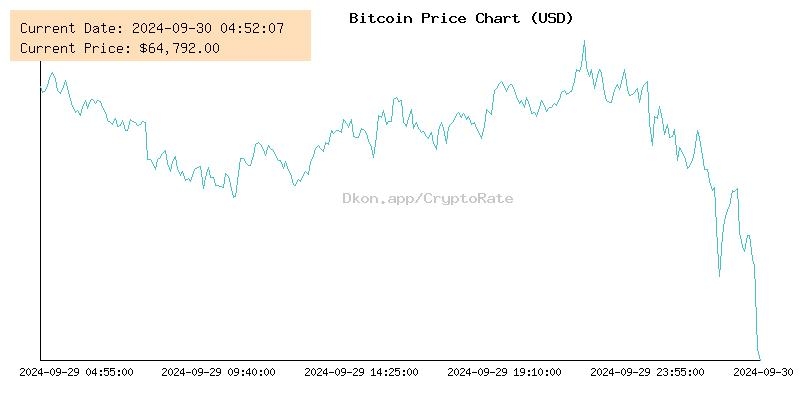 Bitcoin Price Chart (USD)
Current Date: 2024-09-30 04:52:07
Current Price: $64,792.00
Dkon.app/CryptoRate
2024-09-29 04:55:00 2024-09-29 09:40:00 2024-09-29 14:25:00 2024-09-29 19:10:00 2024-09-29 23:55:00 2024-09-30